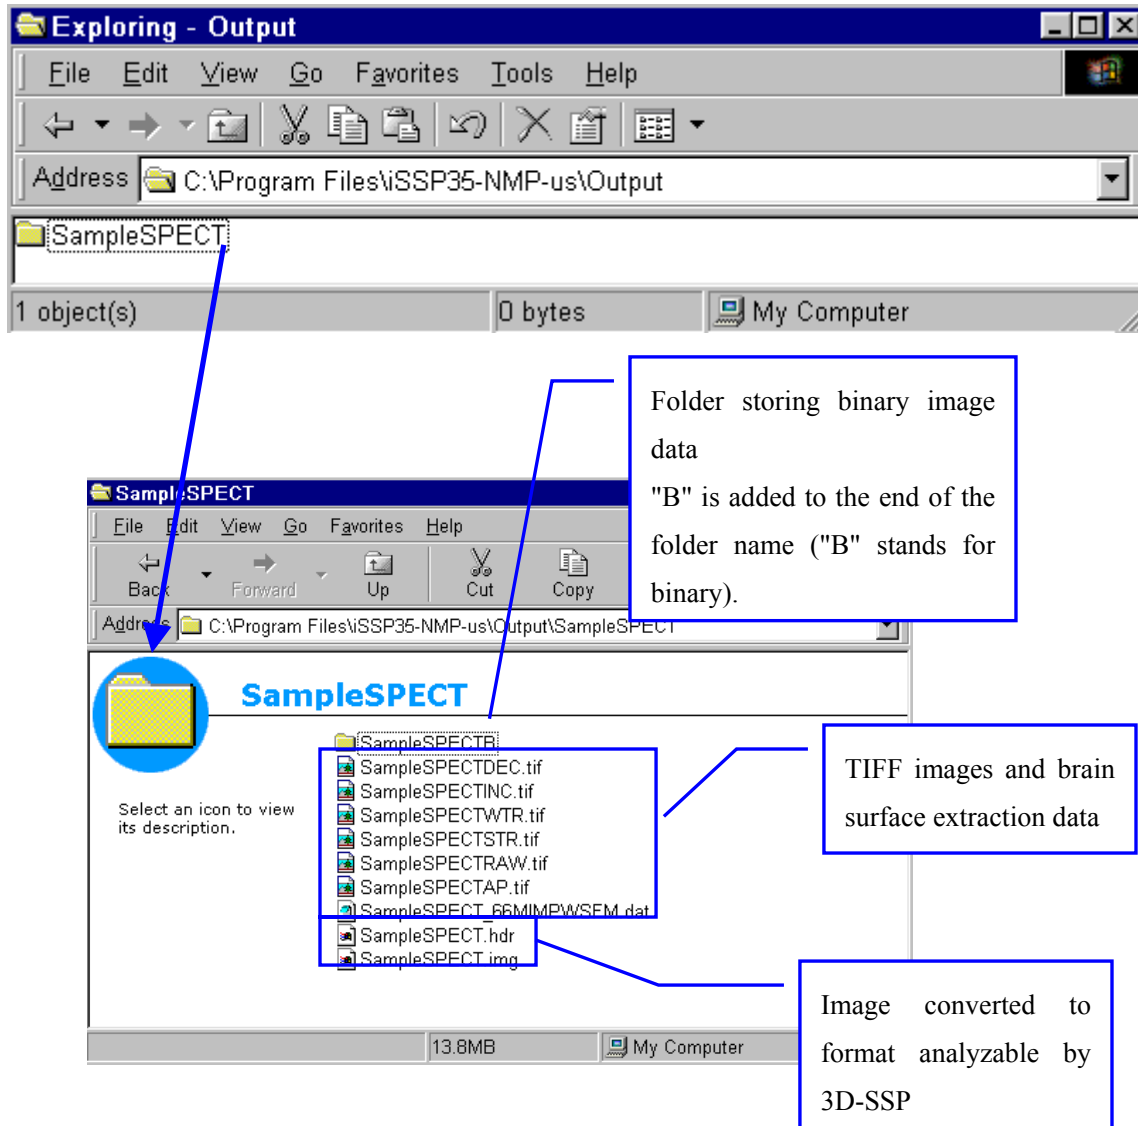 Exploring - Output
File Edit View Go Favorites Tools Help
Address C:\Program Files\iSSP35-NMP-us\Output
SampleSPECT
1 object(s) 0 bytes My Computer
Folder storing binary image
data
"B" is added to the end of the
folder name ("B" stands for
binary).
SampleSPECT
File Edit View Go Favorites Help
Back Forward Up Cut Copy
Address C:\Program Files\iSSP35-NMP-us\Output\SampleSPECT
SampleSPECT
Select an icon to view
its description.
SampleSPECTB
SampleSPECTDEC.tif
SampleSPECTINC.tif
SampleSPECTWTR.tif
SampleSPECTSTR.tif
SampleSPECTRAW.tif
SampleSPECTAP.tif
SampleSPECT_66MIMPWSFM.dat
SampleSPECT.hdr
SampleSPECT.img
TIFF images and brain
surface extraction data
Image converted to
format analyzable by
3D-SSP
13.8MB My Computer